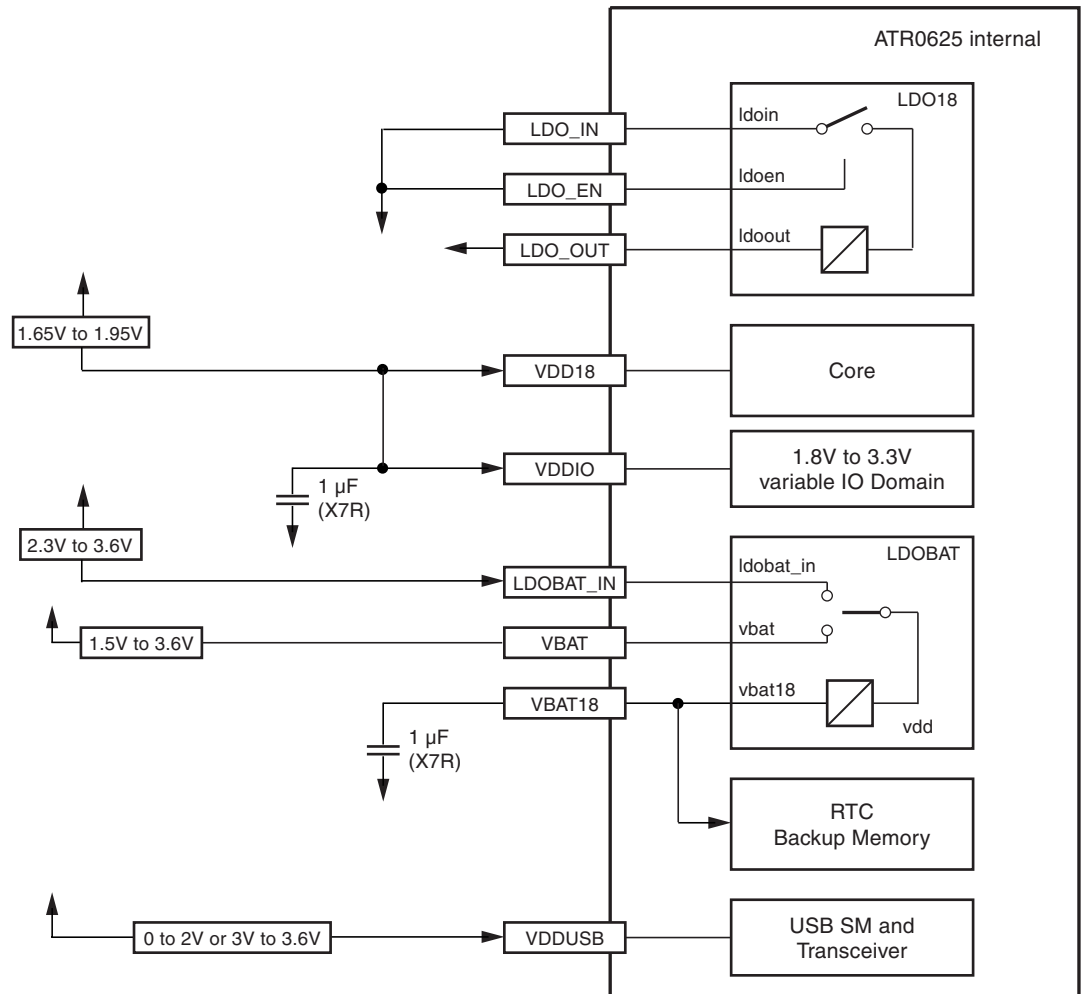 ATR0625 internal
LDO18
LDO_IN
ldoin
LDO_EN
ldoen
LDO_OUT
ldoout
1.65V to 1.95V
VDD18
Core
VDDIO
1.8V to 3.3V
variable IO Domain
1 µF
(X7R)
2.3V to 3.6V
LDOBAT
LDOBAT_IN
ldobat_in
1.5V to 3.6V
VBAT
vbat
VBAT18
vbat18
vdd
1 µF
(X7R)
RTC
Backup Memory
0 to 2V or 3V to 3.6V
VDDUSB
USB SM and
Transceiver